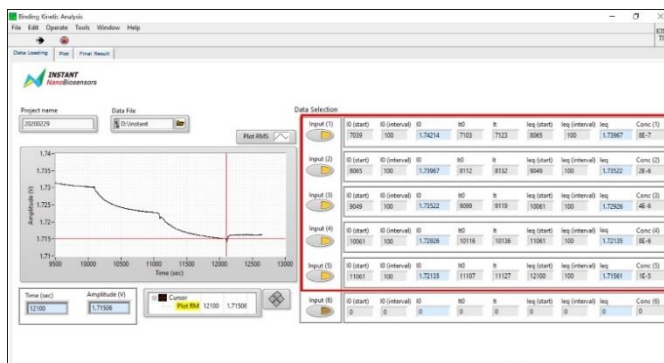 Binding Kinetic Analysis
File Edit Operate Tools Window Help
Data Loading Plot Final Result
INSTANT
NanoBiosensors
Project name Data File
20200229 D:\Instant
Plot RMS
Amplitude (V)
1.74
1.735
1.73
1.725
1.72
1.715
1.71
9500 10000 10500 11000 11500 12000 12500 13000
Time (sec)
Time (sec) Amplitude (V)
12100 1.71506
Cursor
Plot RM 12100 1.71506
Data Selection
Input (1) I0 (start) I0 (interval) I0 It0 It Ieq (start) Ieq (interval) Ieq Conc (1)
7039 100 1.74214 7103 7123 8065 100 1.73967 8E-7
Input (2) I0 (start) I0 (interval) I0 It0 It Ieq (start) Ieq (interval) Ieq Conc (2)
8065 100 1.73967 8112 8132 9049 100 1.73522 2E-6
Input (3) I0 (start) I0 (interval) I0 It0 It Ieq (start) Ieq (interval) Ieq Conc (3)
9049 100 1.73522 9099 9119 10061 100 1.72926 4E-6
Input (4) I0 (start) I0 (interval) I0 It0 It Ieq (start) Ieq (interval) Ieq Conc (4)
10061 100 1.72926 10116 10136 11061 100 1.72135 8E-6
Input (5) I0 (start) I0 (interval) I0 It0 It Ieq (start) Ieq (interval) Ieq Conc (5)
11061 100 1.72135 11107 11127 12100 100 1.71561 1E-5
Input (6) I0 (start) I0 (interval) I0 It0 It Ieq (start) Ieq (interval) Ieq Conc (6)
0 0 0 0 0 0 0 0 0